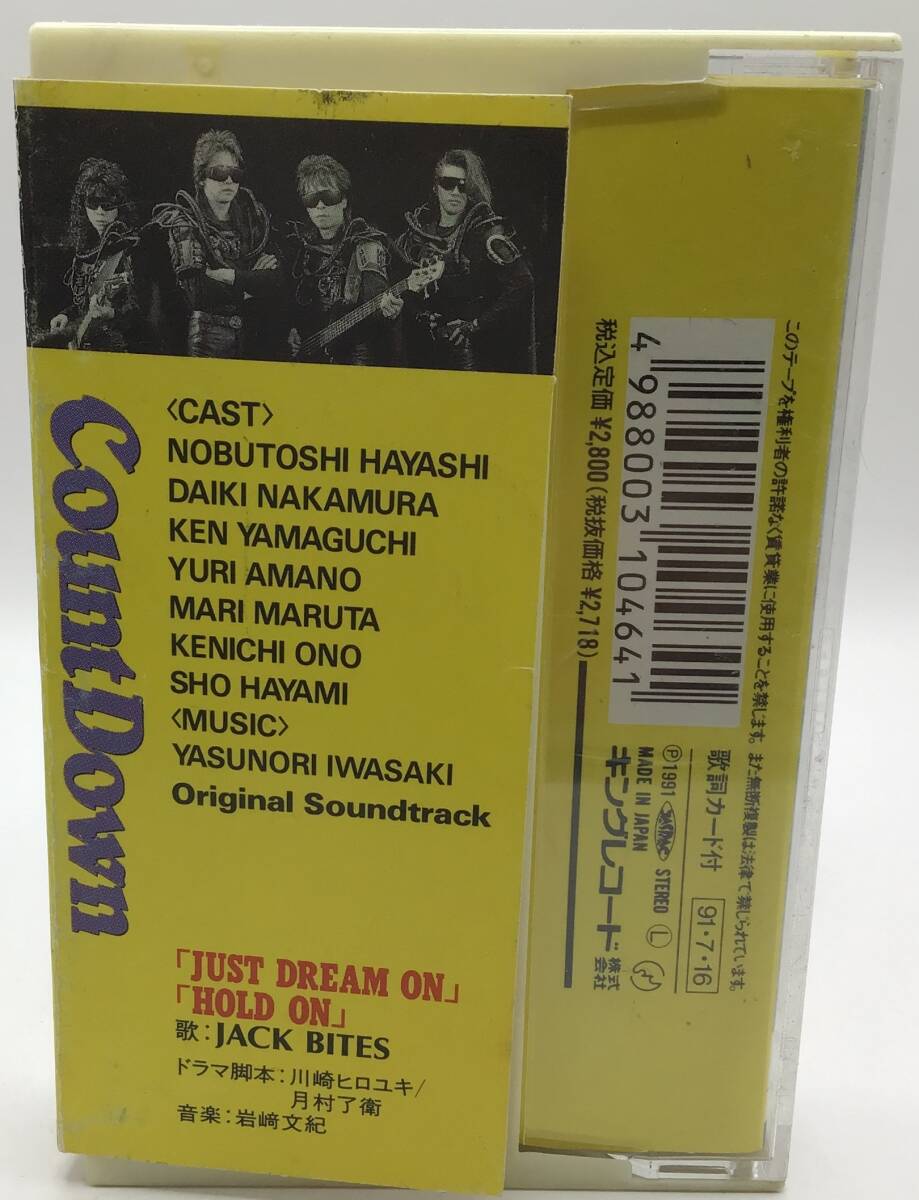 CountDown
〈CAST〉
NOBUTOSHI HAYASHI
DAIKI NAKAMURA
KEN YAMAGUCHI
YURI AMANO
MARI MARUTA
KENICHI ONO
SHO HAYAMI
〈MUSIC〉
YASUNORI IWASAKI
Original Soundtrack
「JUST DREAM ON」
「HOLD ON」
歌：JACK BITES
ドラマ脚本：川崎ヒロユキ/
月村了衛
音楽：岩﨑文紀
このテープを権利者の許諾なく賃貸業に使用することを禁じます。また無断複製は法律で禁じられています。
歌詞カード付 91・7・16
4 988003 104641
税込定価 ¥2,800(税抜価格 ¥2,718)
Ⓟ1991 JASRAC STEREO Ⓛ
MADE IN JAPAN
キングレコード株式会社